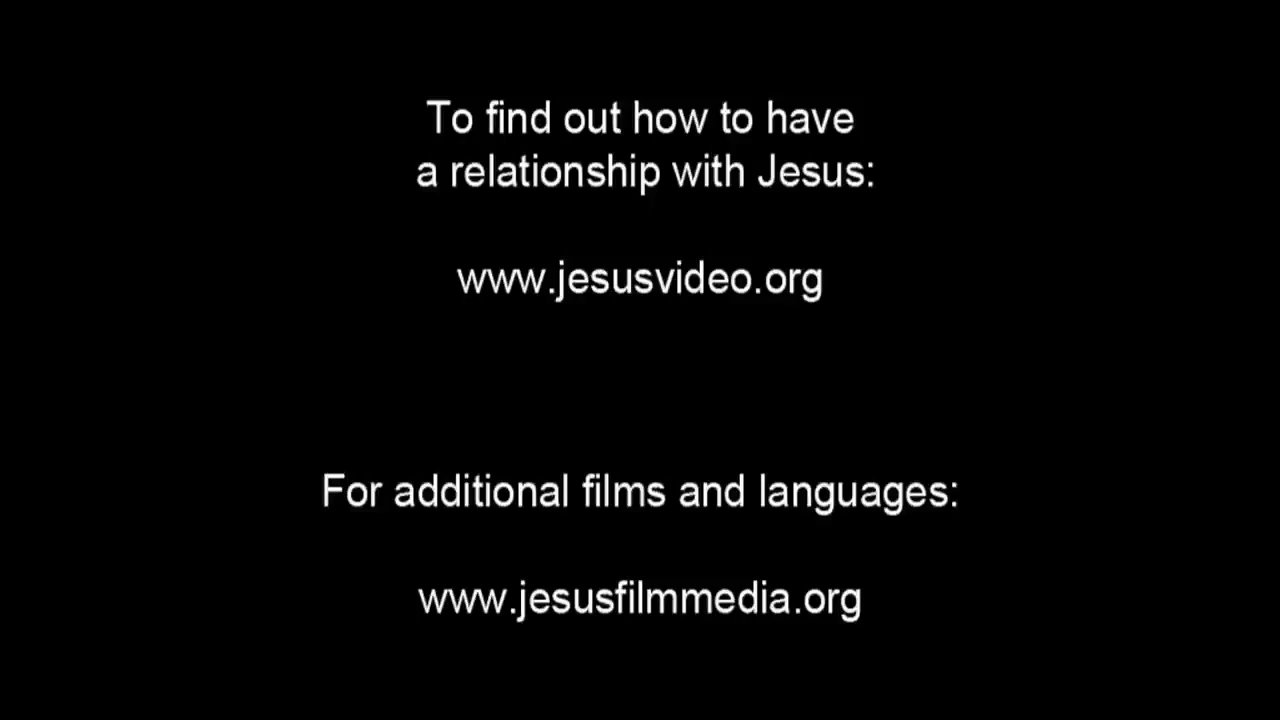 To find out how to have
a relationship with Jesus:
www.jesusvideo.org
For additional films and languages:
www.jesusfilmmedia.org